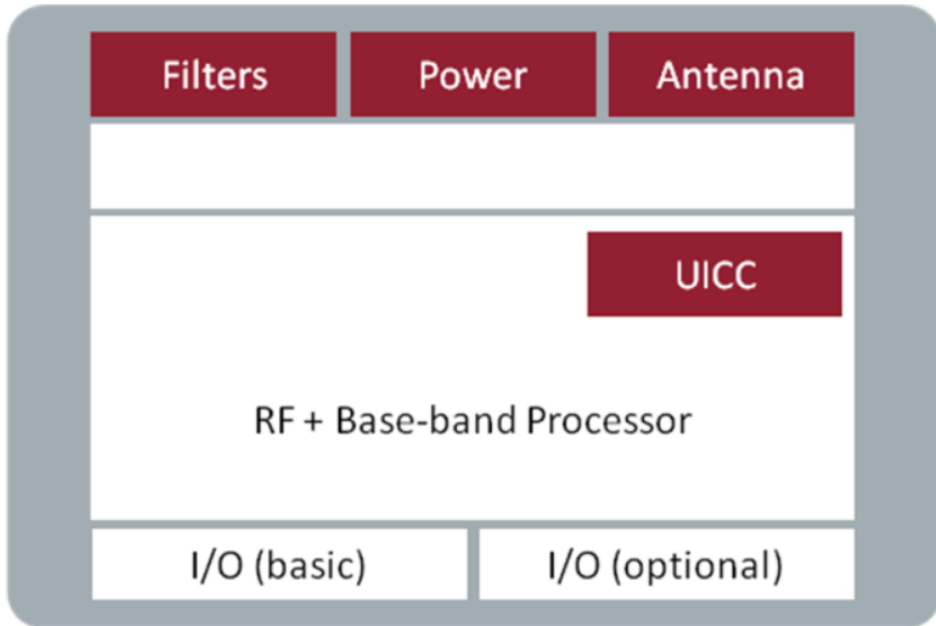 Filters
Power
Antenna
UICC
RF + Base-band Processor
I/O (basic)
I/O (optional)